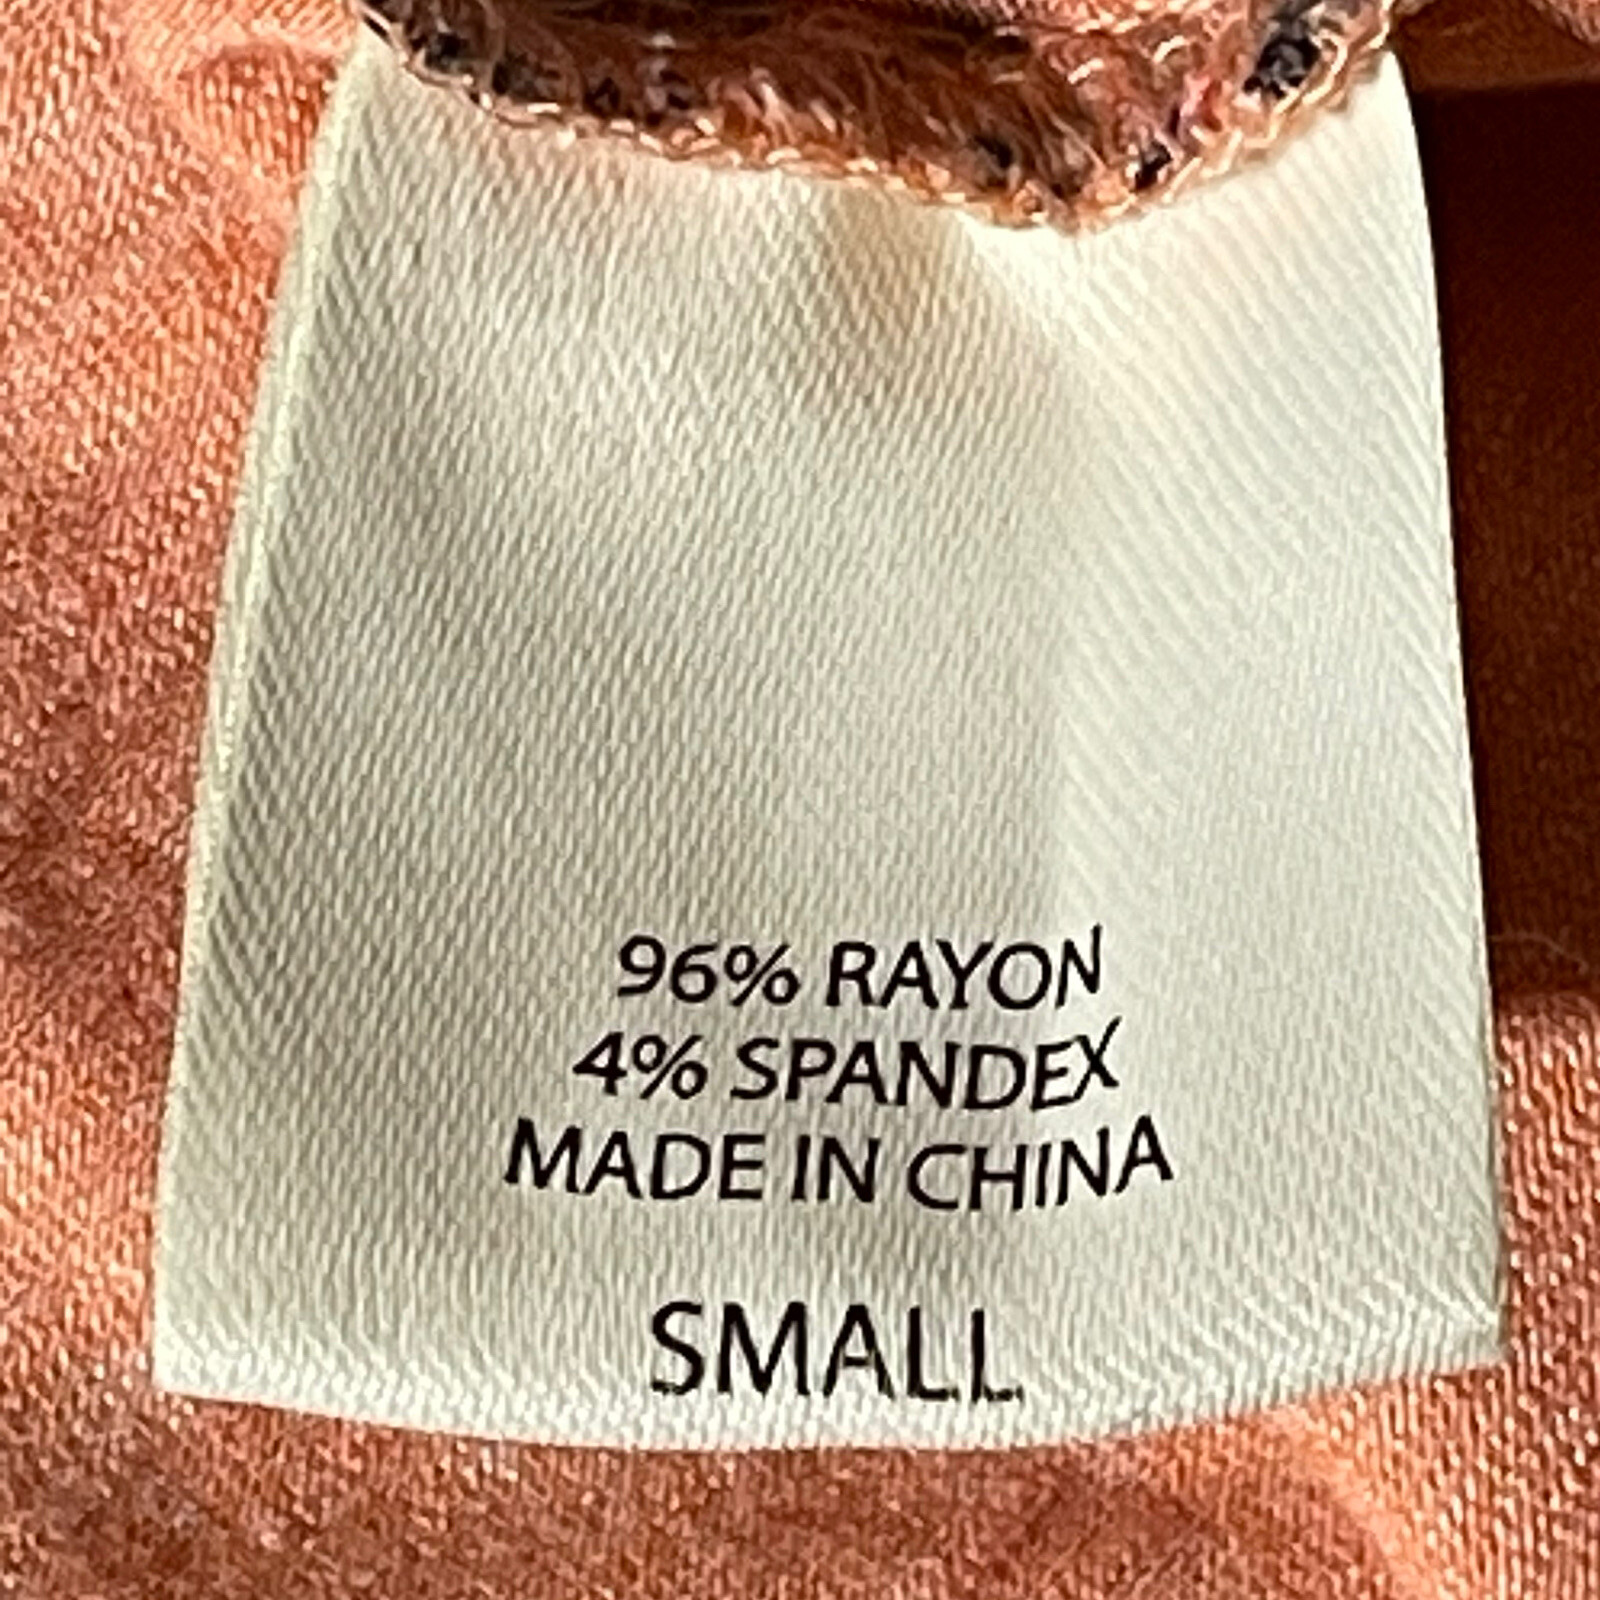 96% RAYON
4% SPANDEX
MADE IN CHINA
SMALL